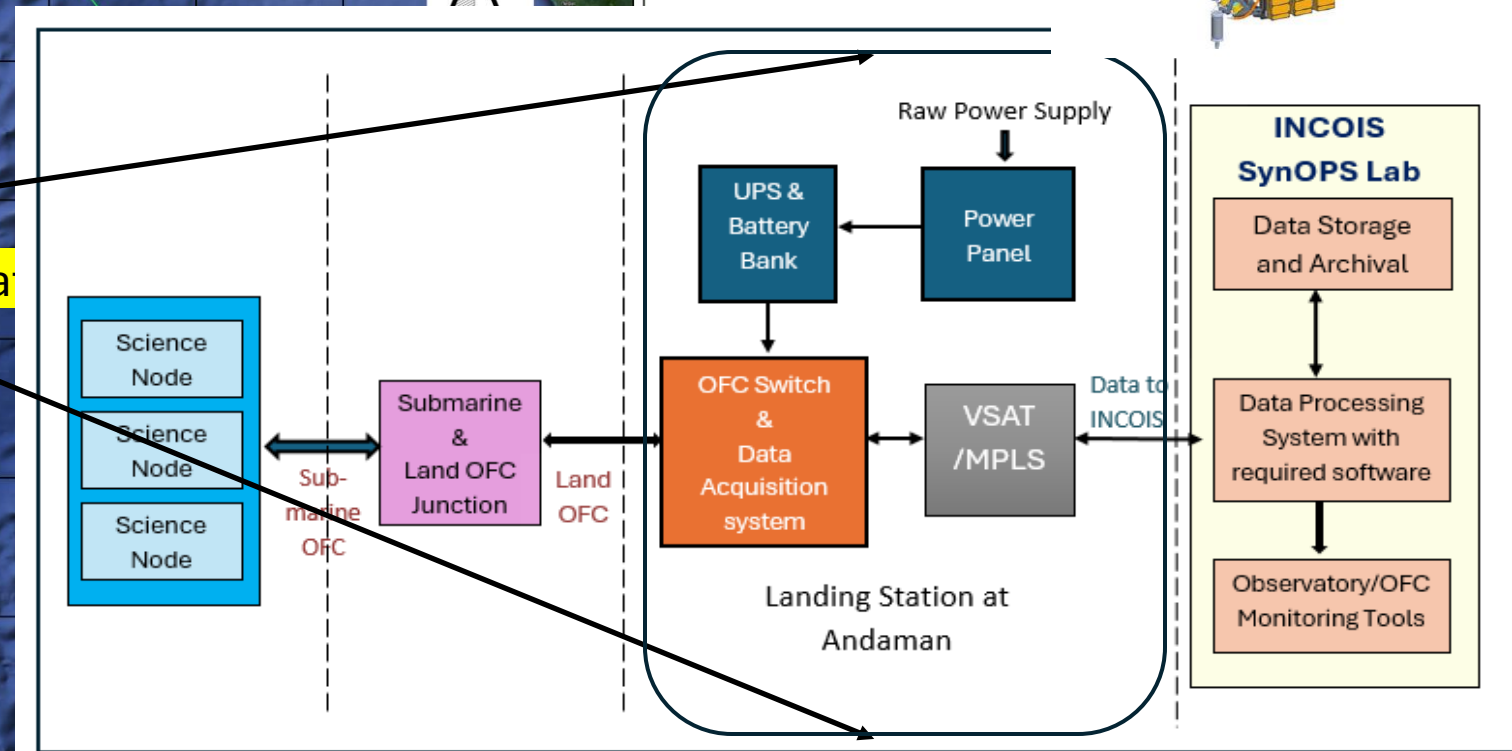 Science
Node
Science
Node
Science
Node
Sub-
marine
OFC
Submarine
&
Land OFC
Junction
Land
OFC
Raw Power Supply
UPS &
Battery
Bank
Power
Panel
OFC Switch
&
Data
Acquisition
system
VSAT
/MPLS
Data to
INCOIS
Landing Station at
Andaman
INCOIS
SynOPS Lab
Data Storage
and Archival
Data Processing
System with
required software
Observatory/OFC
Monitoring Tools